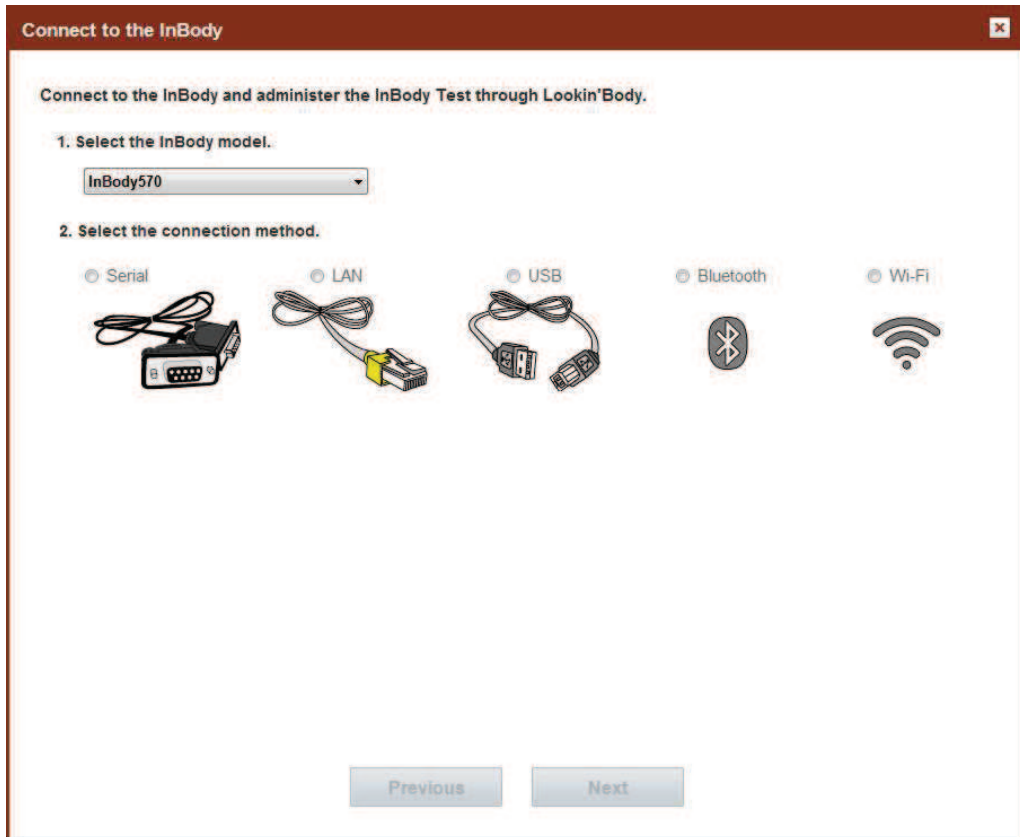 Connect to the InBody
Connect to the InBody and administer the InBody Test through Lookin'Body.
1. Select the InBody model.
InBody570
2. Select the connection method.
Serial
LAN
USB
Bluetooth
Wi-Fi
Previous
Next